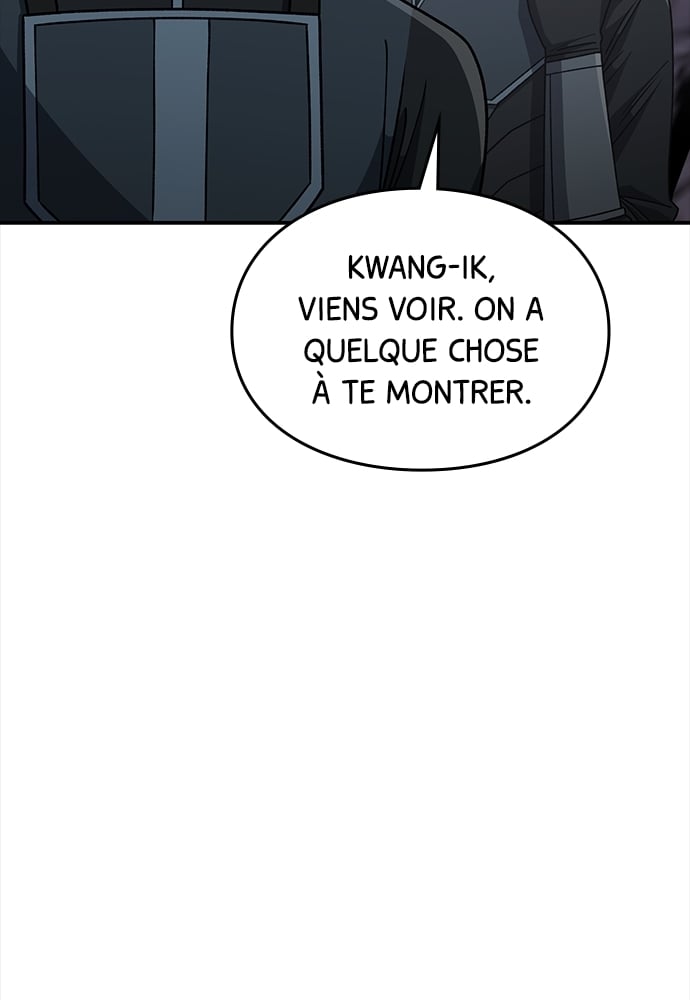 KWANG-IK,
VIENS VOIR. ON A
QUELQUE CHOSE
À TE MONTRER.